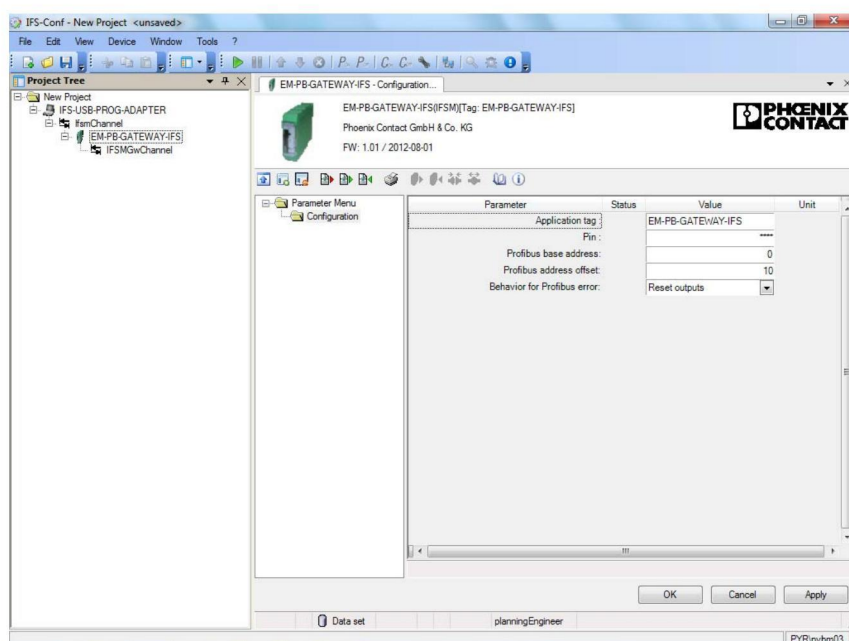 IFS-Conf - New Project <unsaved>
File Edit View Device Window Tools ?
Project Tree
New Project
IFS-USB-PROG-ADAPTER
IfsmChannel
EM-PB-GATEWAY-IFS
IFSMGwChannel
EM-PB-GATEWAY-IFS - Configuration...
EM-PB-GATEWAY-IFS(IFSM)[Tag: EM-PB-GATEWAY-IFS]
Phoenix Contact GmbH & Co. KG
FW: 1.01 / 2012-08-01
PHŒNIX
CONTACT
Parameter Menu
Configuration
Parameter Status Value Unit
Application tag : EM-PB-GATEWAY-IFS
Pin : ****
Profibus base address: 0
Profibus address offset: 10
Behavior for Profibus error: Reset outputs
OK Cancel Apply
Data set planningEngineer